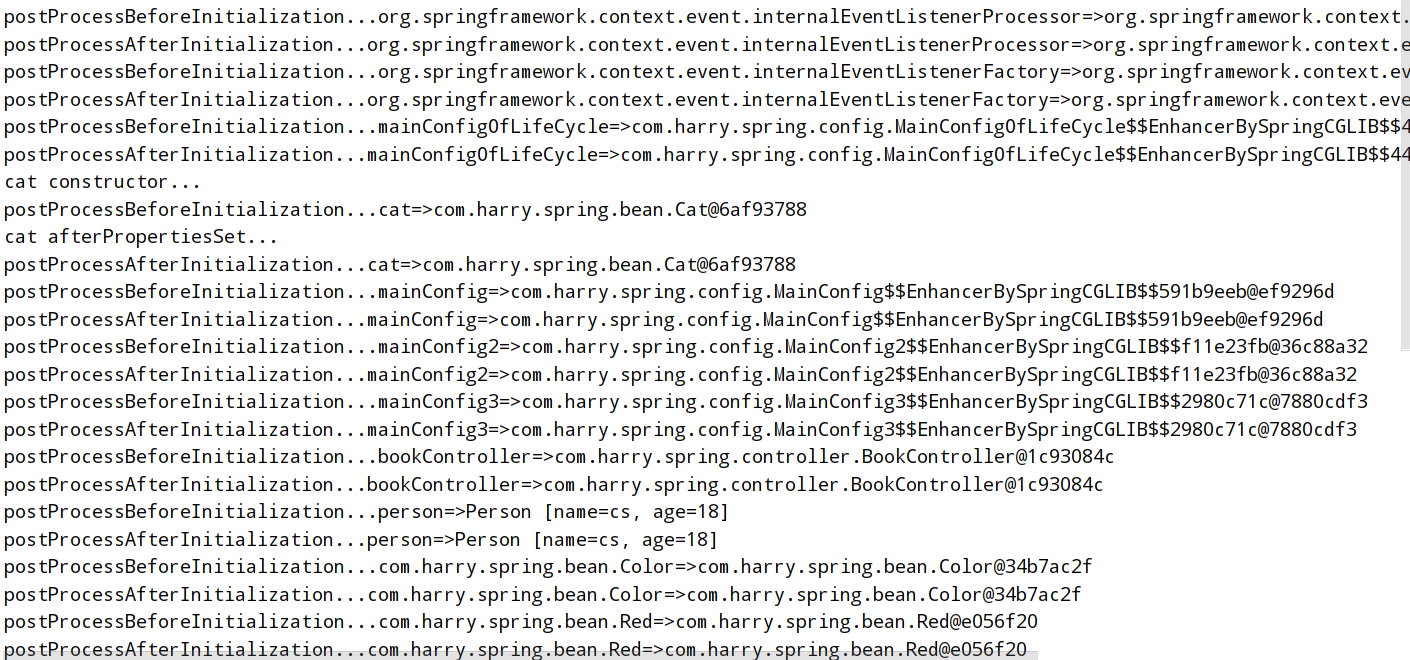 postProcessBeforeInitialization...org.springframework.context.event.internalEventListenerProcessor=>org.springframework.context.
postProcessAfterInitialization...org.springframework.context.event.internalEventListenerProcessor=>org.springframework.context.e
postProcessBeforeInitialization...org.springframework.context.event.internalEventListenerFactory=>org.springframework.context.ev
postProcessAfterInitialization...org.springframework.context.event.internalEventListenerFactory=>org.springframework.context.eve
postProcessBeforeInitialization...mainConfigOfLifeCycle=>com.harry.spring.config.MainConfigOfLifeCycle$$EnhancerBySpringCGLIB$$4
postProcessAfterInitialization...mainConfigOfLifeCycle=>com.harry.spring.config.MainConfigOfLifeCycle$$EnhancerBySpringCGLIB$$44
cat constructor...
postProcessBeforeInitialization...cat=>com.harry.spring.bean.Cat@6af93788
cat afterPropertiesSet...
postProcessAfterInitialization...cat=>com.harry.spring.bean.Cat@6af93788
postProcessBeforeInitialization...mainConfig=>com.harry.spring.config.MainConfig$$EnhancerBySpringCGLIB$$591b9eeb@ef9296d
postProcessAfterInitialization...mainConfig=>com.harry.spring.config.MainConfig$$EnhancerBySpringCGLIB$$591b9eeb@ef9296d
postProcessBeforeInitialization...mainConfig2=>com.harry.spring.config.MainConfig2$$EnhancerBySpringCGLIB$$f11e23fb@36c88a32
postProcessAfterInitialization...mainConfig2=>com.harry.spring.config.MainConfig2$$EnhancerBySpringCGLIB$$f11e23fb@36c88a32
postProcessBeforeInitialization...mainConfig3=>com.harry.spring.config.MainConfig3$$EnhancerBySpringCGLIB$$2980c71c@7880cdf3
postProcessAfterInitialization...mainConfig3=>com.harry.spring.config.MainConfig3$$EnhancerBySpringCGLIB$$2980c71c@7880cdf3
postProcessBeforeInitialization...bookController=>com.harry.spring.controller.BookController@1c93084c
postProcessAfterInitialization...bookController=>com.harry.spring.controller.BookController@1c93084c
postProcessBeforeInitialization...person=>Person [name=cs, age=18]
postProcessAfterInitialization...person=>Person [name=cs, age=18]
postProcessBeforeInitialization...com.harry.spring.bean.Color=>com.harry.spring.bean.Color@34b7ac2f
postProcessAfterInitialization...com.harry.spring.bean.Color=>com.harry.spring.bean.Color@34b7ac2f
postProcessBeforeInitialization...com.harry.spring.bean.Red=>com.harry.spring.bean.Red@e056f20
postProcessAfterInitialization...com.harry.spring.bean.Red=>com.harry.spring.bean.Red@e056f20